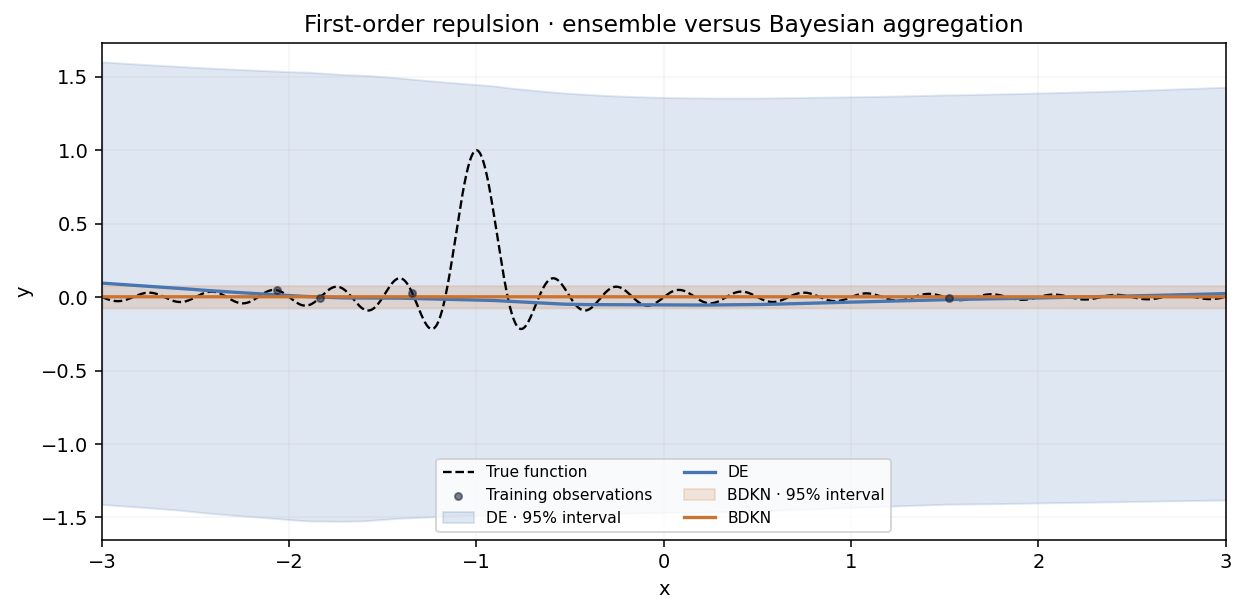 First-order repulsion · ensemble versus Bayesian aggregation
y
1.5
1.0
0.5
0.0
−0.5
−1.0
−1.5
True function
Training observations
DE · 95% interval
DE
BDKN · 95% interval
BDKN
−3
−2
−1
0
1
2
3
x